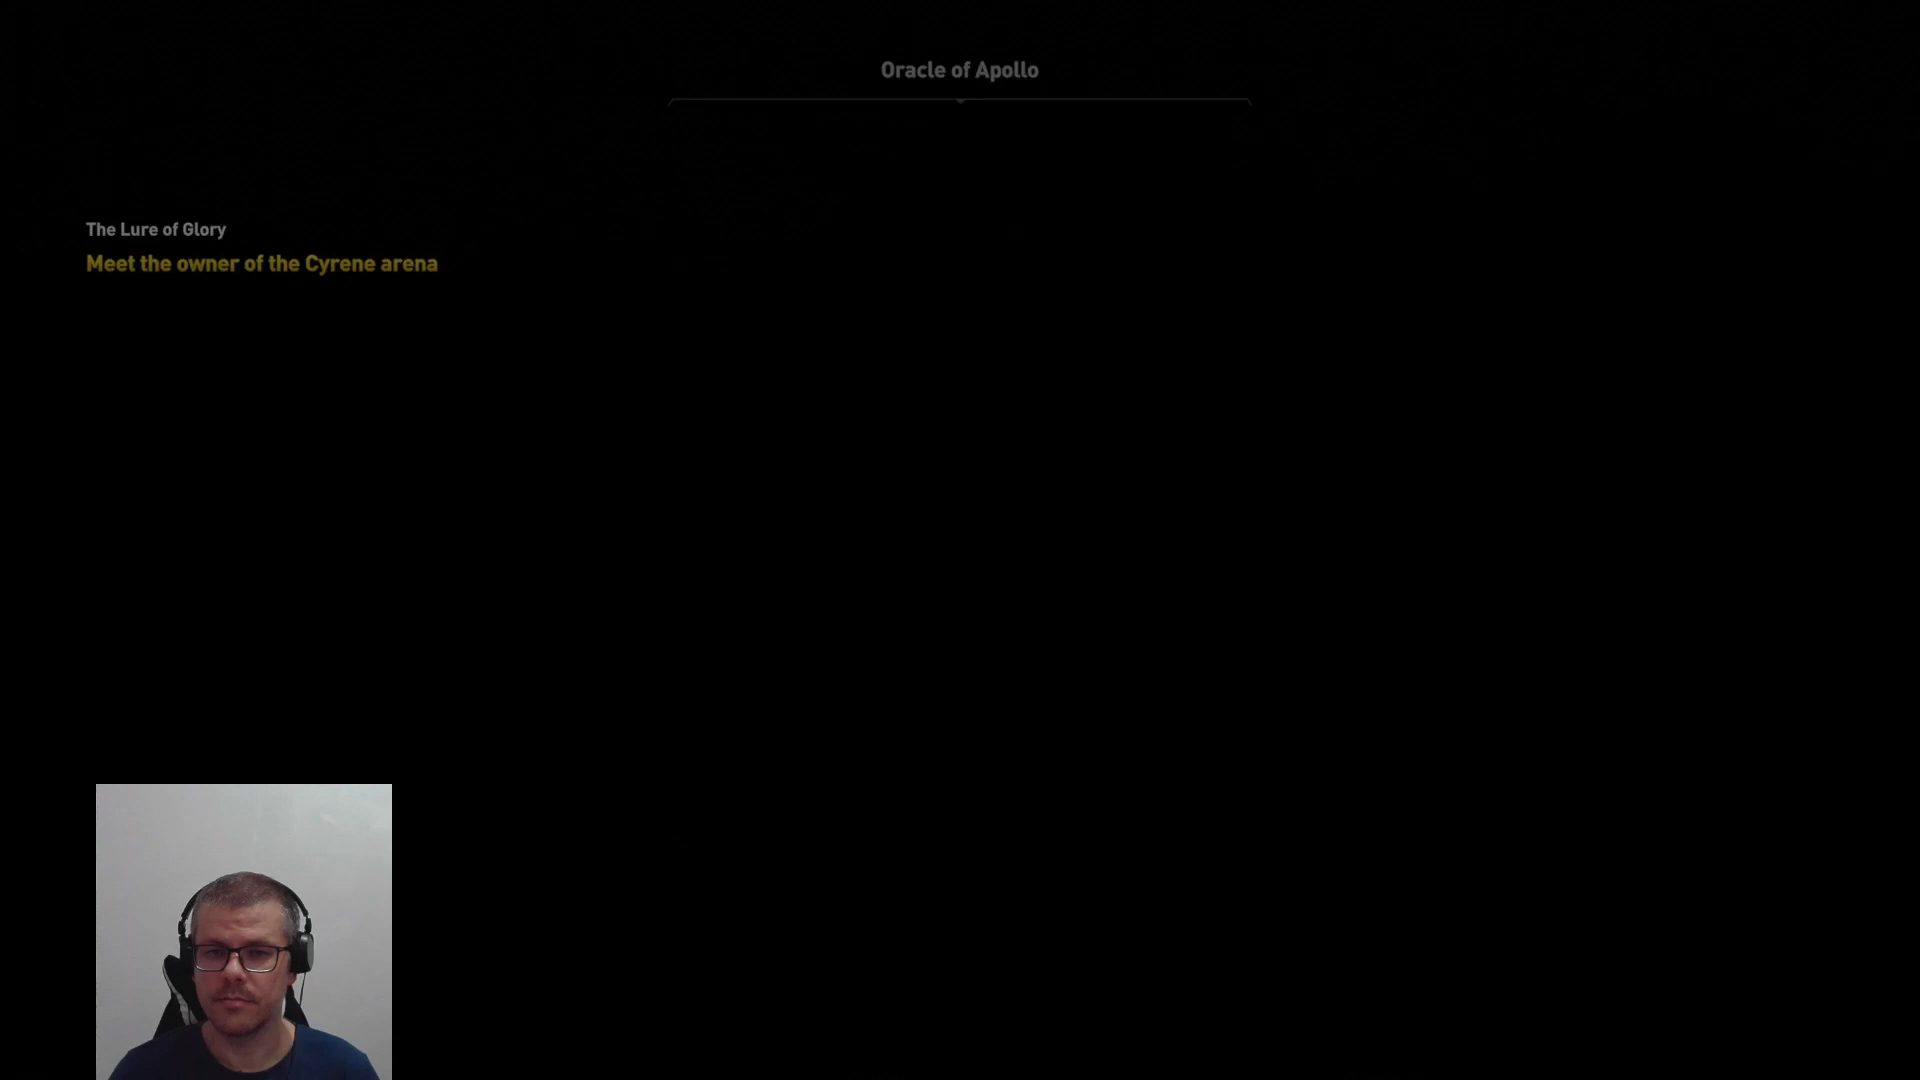 Oracle of Apollo
The Lure of Glory
Meet the owner of the Cyrene arena